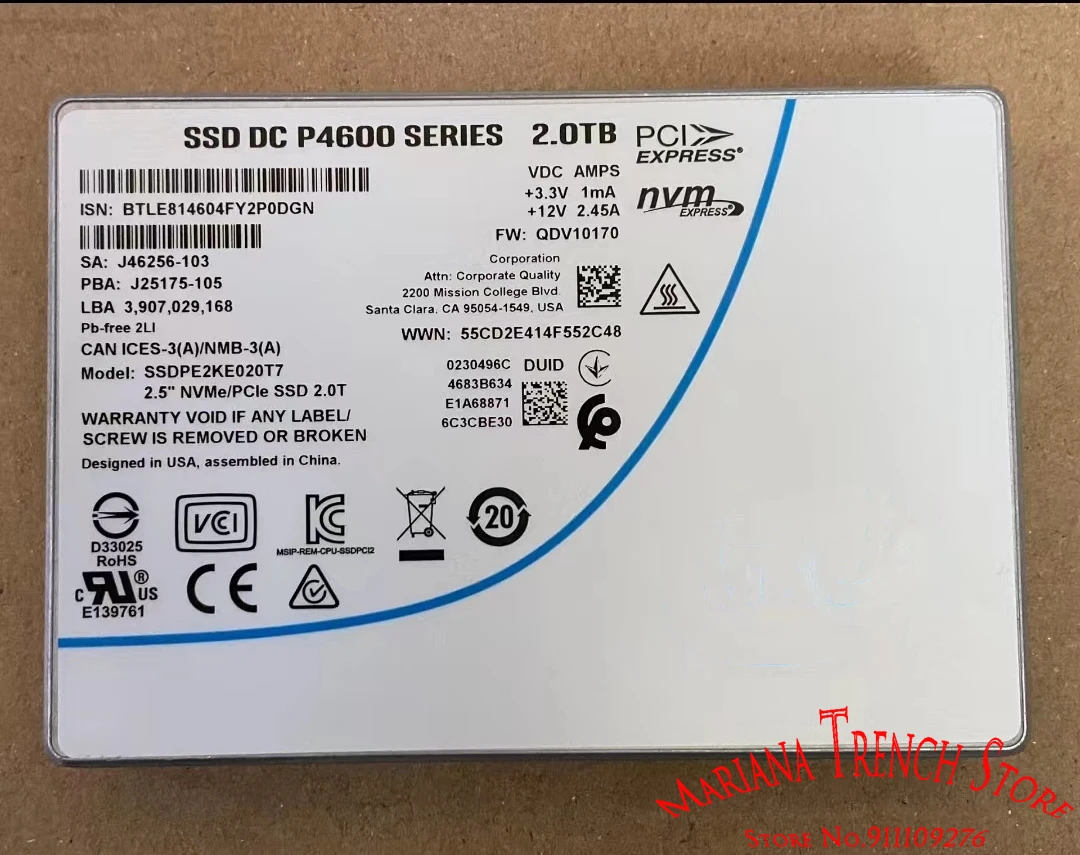 SSD DC P4600 SERIES 2.0TB
PCI EXPRESS®
VDC AMPS
+3.3V 1mA
+12V 2.45A
nvm EXPRESS
ISN: BTLE814604FY2P0DGN
FW: QDV10170
SA: J46256-103
PBA: J25175-105
LBA 3,907,029,168
Pb-free 2LI
CAN ICES-3(A)/NMB-3(A)
Model: SSDPE2KE020T7
2.5" NVMe/PCIe SSD 2.0T
WARRANTY VOID IF ANY LABEL/
SCREW IS REMOVED OR BROKEN
Designed in USA, assembled in China.
Corporation
Attn: Corporate Quality
2200 Mission College Blvd.
Santa Clara, CA 95054-1549, USA
WWN: 55CD2E414F552C48
0230496C DUID
4683B634
E1A68871
6C3CBE30
D33025
RoHS
VCI
KC
MSIP-REM-CPU-SSDPCI2
20
c RU ® US
E139761
CE
MARIANA TRENCH STORE
STORE NO.911109276